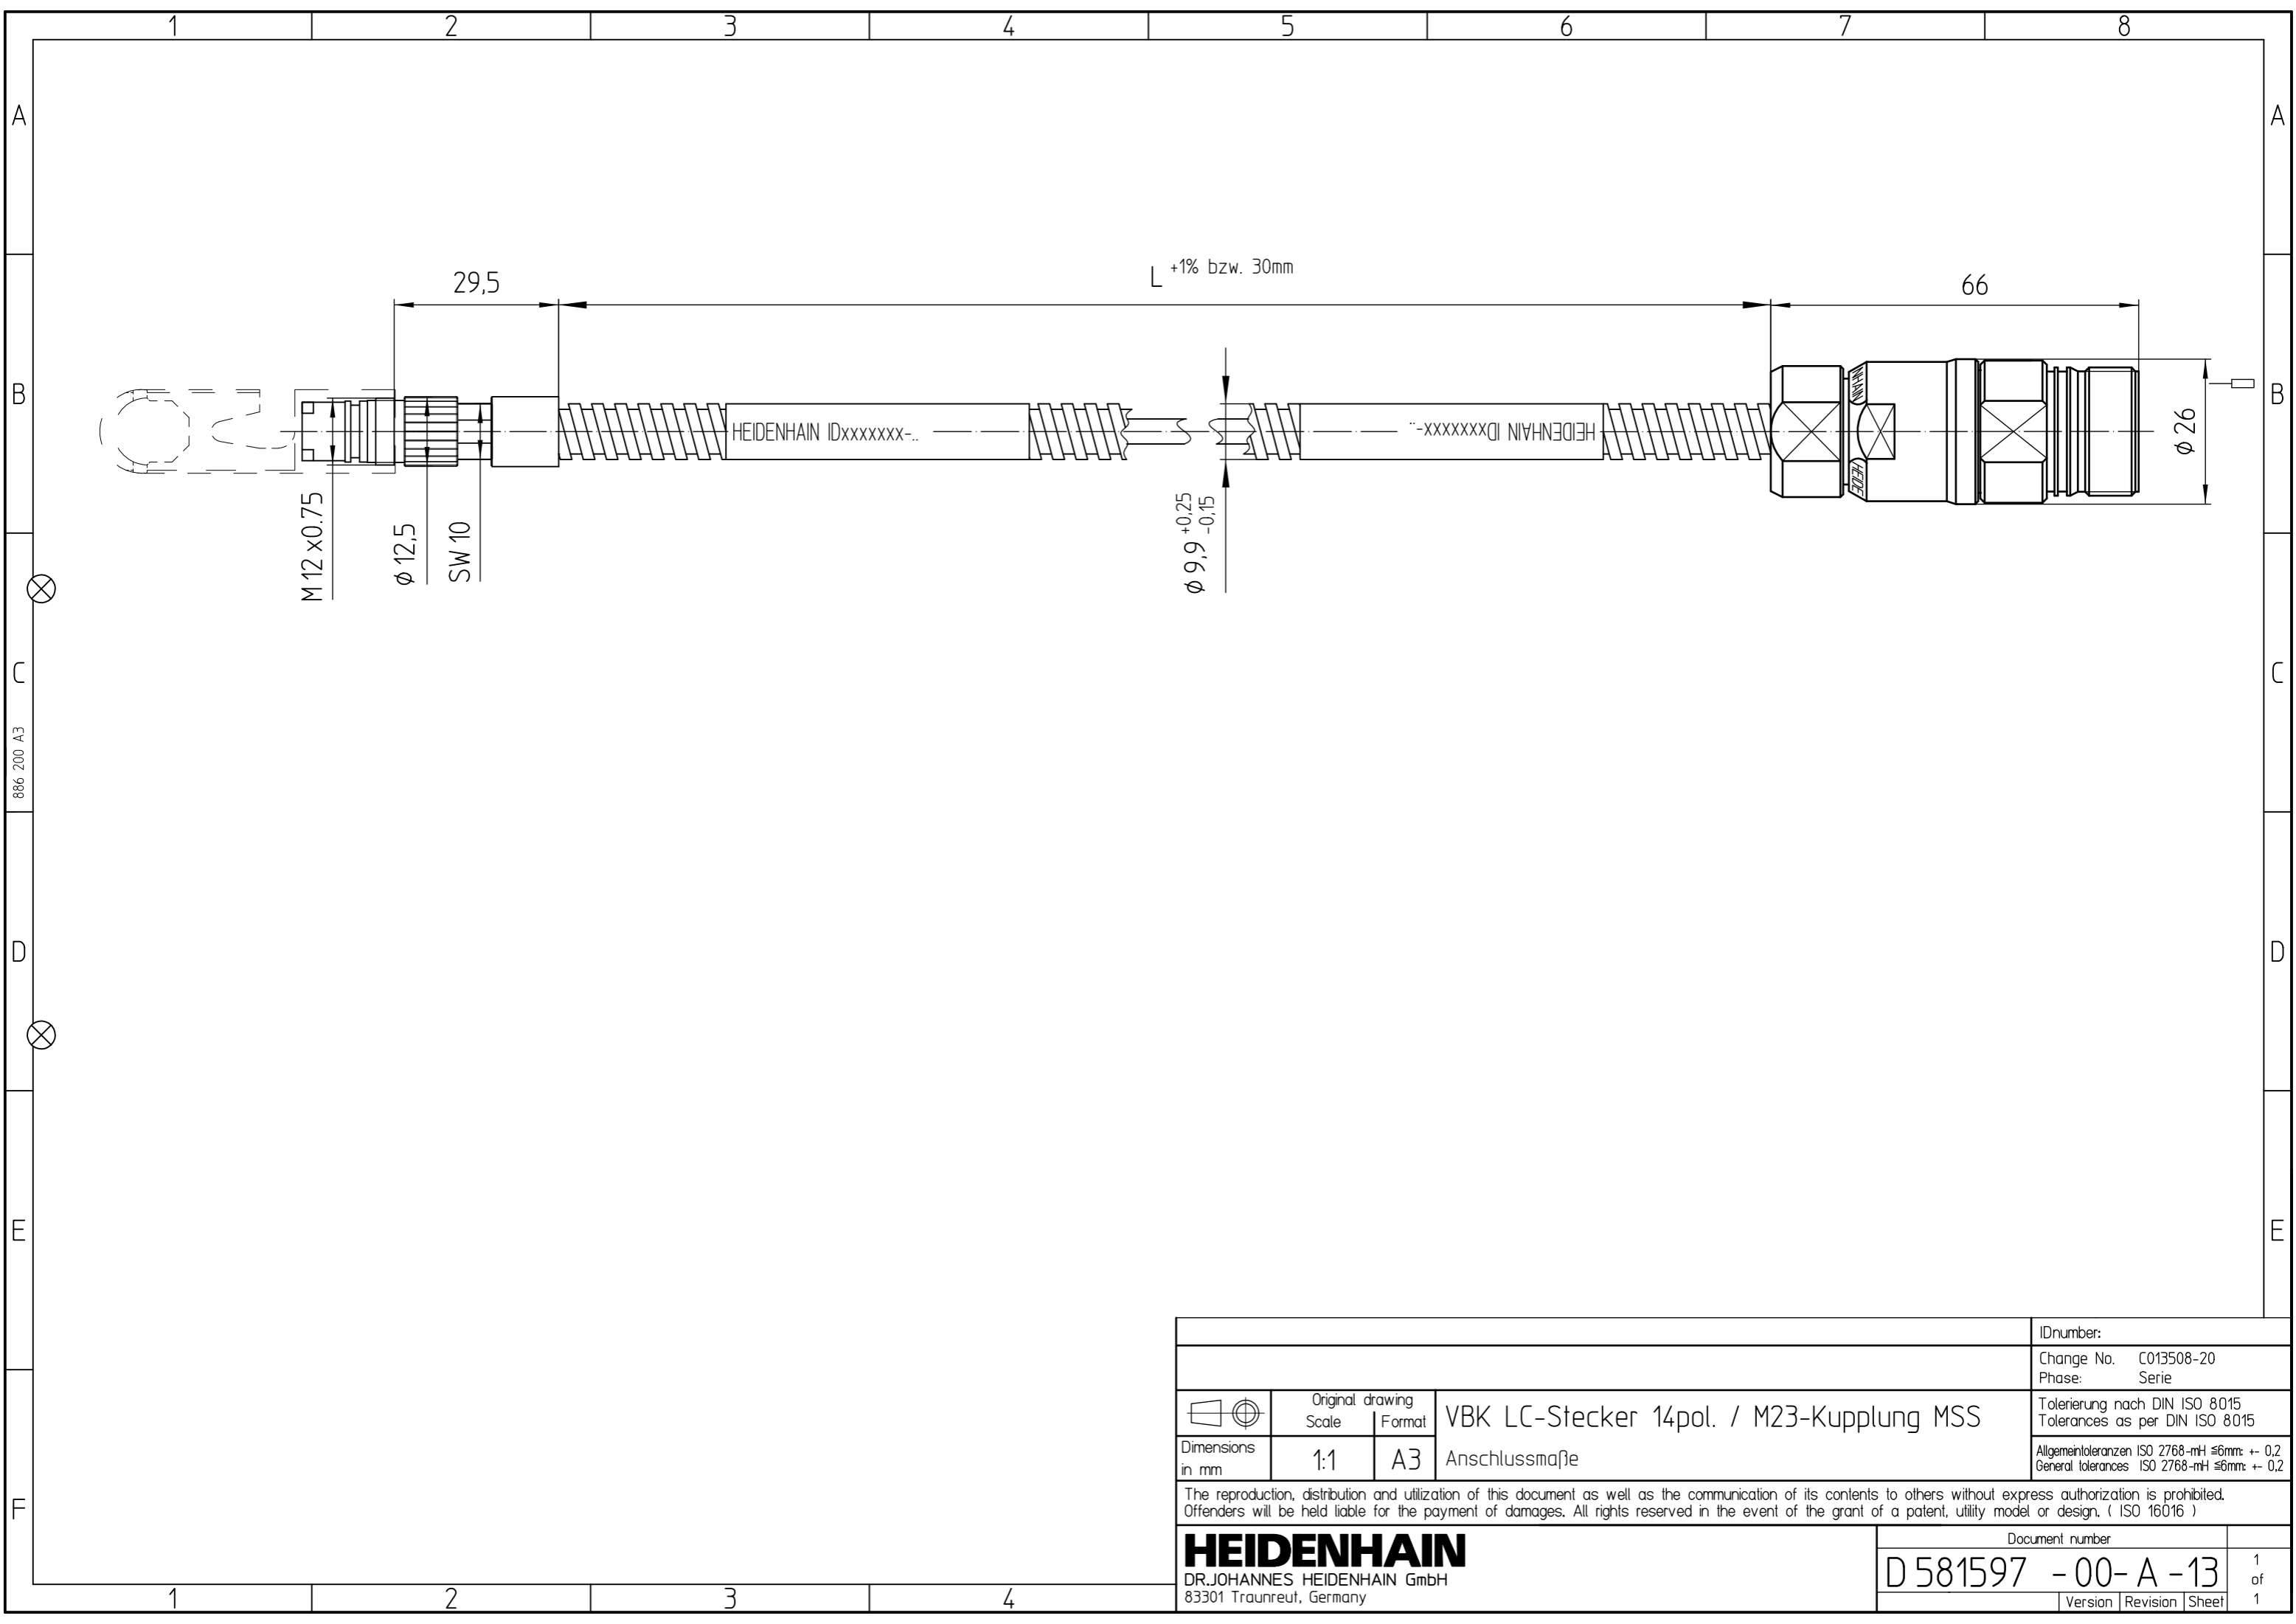 1 2 3 4 5 6 7 8
A A
29,5
L +1% bzw. 30mm
66
B B
HEIDENHAIN IDxxxxxxx-..
HEIDENHAIN IDxxxxxxx-..
NHAIN
HEIDE
ϕ 26
M 12 x0.75
ϕ 12,5
SW 10
ϕ 9,9 +0,25 -0,15
C C
886 200 A3
D D
E E
F
IDnumber:
Change No. C013508-20
Phase: Serie
Original drawing
Scale Format
VBK LC-Stecker 14pol. / M23-Kupplung MSS
Tolerierung nach DIN ISO 8015
Tolerances as per DIN ISO 8015
Dimensions
in mm
1:1 A3
Anschlussmaße
Allgemeintoleranzen ISO 2768-mH ≤6mm: +- 0,2
General tolerances ISO 2768-mH ≤6mm: +- 0,2
The reproduction, distribution and utilization of this document as well as the communication of its contents to others without express authorization is prohibited.
Offenders will be held liable for the payment of damages. All rights reserved in the event of the grant of a patent, utility model or design. ( ISO 16016 )
HEIDENHAIN
DR.JOHANNES HEIDENHAIN GmbH
83301 Traunreut, Germany
Document number
D 581597 - 00- A -13
Version Revision Sheet
1
of
1
1 2 3 4